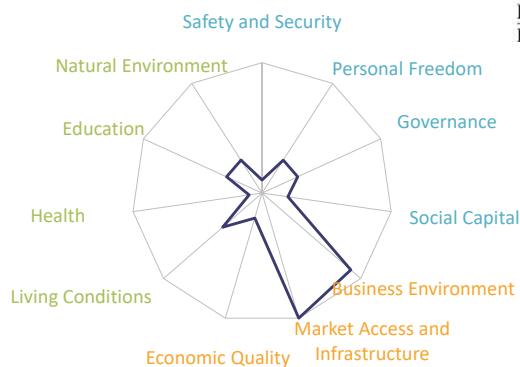 Safety and Security
Natural Environment
Personal Freedom
Education
Governance
Health
Social Capital
Living Conditions
Business Environment
Market Access and
Infrastructure
Economic Quality